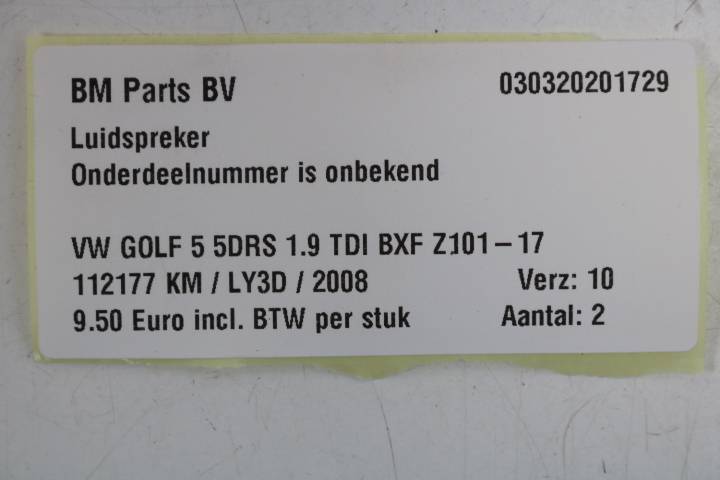 BM Parts BV 030320201729
Luidspreker
Onderdeelnummer is onbekend
VW GOLF 5 5DRS 1.9 TDI BXF Z101-17
112177 KM / LY3D / 2008 Verz: 10
9.50 Euro incl. BTW per stuk Aantal: 2